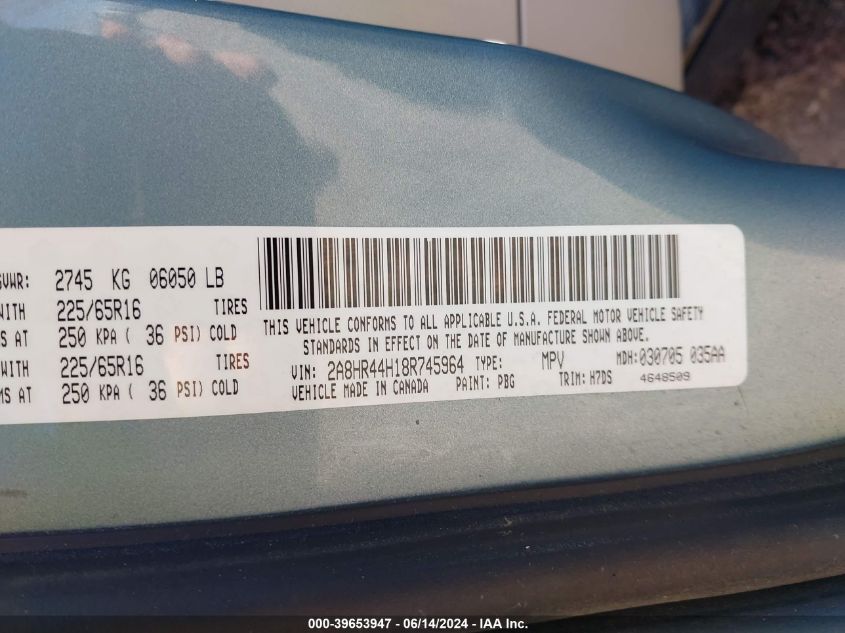 GVWR: 2745 KG 06050 LB
WITH 225/65R16 TIRES
AT 250 KPA ( 36 PSI) COLD
WITH 225/65R16 TIRES
AT 250 KPA ( 36 PSI) COLD
THIS VEHICLE CONFORMS TO ALL APPLICABLE U.S.A. FEDERAL MOTOR VEHICLE SAFETY
STANDARDS IN EFFECT ON THE DATE OF MANUFACTURE SHOWN ABOVE.
VIN: 2A8HR44H18R745964 TYPE: MPV MDH: 030705 035AA
VEHICLE MADE IN CANADA PAINT: PBG TRIM: H7DS 4648509
000-39653947 - 06/14/2024 - IAA Inc.